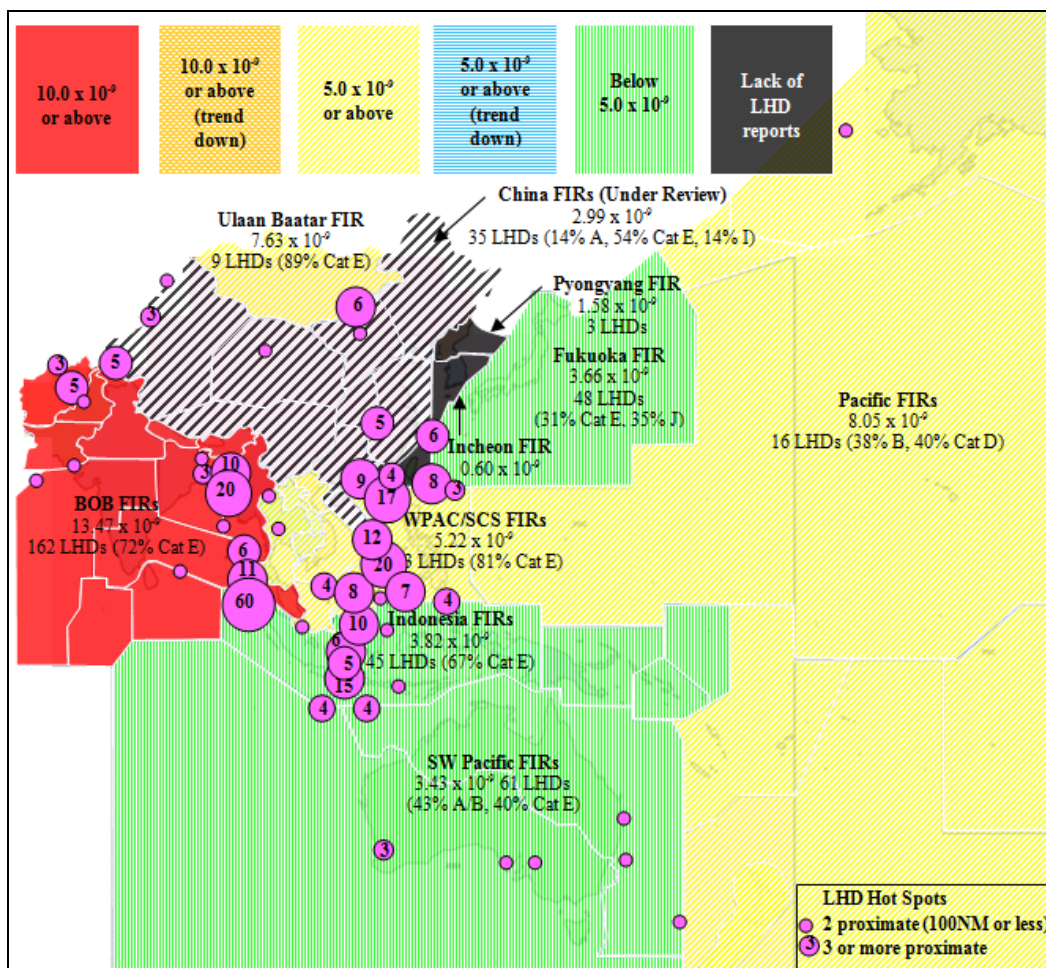 10.0 x 10⁻⁹
or above
10.0 x 10⁻⁹
or above
(trend
down)
5.0 x 10⁻⁹
or above
5.0 x 10⁻⁹
or above
(trend
down)
Below
5.0 x 10⁻⁹
Lack of
LHD
reports
China FIRs (Under Review)
2.99 x 10⁻⁹
35 LHDs (14% A, 54% Cat E, 14% I)
Ulaan Baatar FIR
7.63 x 10⁻⁹
9 LHDs (89% Cat E)
Pyongyang FIR
1.58 x 10⁻⁹
3 LHDs
Fukuoka FIR
3.66 x 10⁻⁹
48 LHDs
(31% Cat E, 35% J)
Incheon FIR
0.60 x 10⁻⁹
Pacific FIRs
8.05 x 10⁻⁹
16 LHDs (38% B, 40% Cat D)
BOB FIRs
13.47 x 10⁻⁹
162 LHDs (72% Cat E)
WPAC/SCS FIRs
5.22 x 10⁻⁹
3 LHDs (81% Cat E)
Indonesia FIRs
3.82 x 10⁻⁹
45 LHDs (67% Cat E)
SW Pacific FIRs
3.43 x 10⁻⁹ 61 LHDs
(43% A/B, 40% Cat E)
6
3
3
5
5
5
6
10
3
20
9
4
17
8
3
12
6
20
11
60
4
8
7
4
10
6
5
15
4
4
3
LHD Hot Spots
2 proximate (100NM or less)
3
3 or more proximate